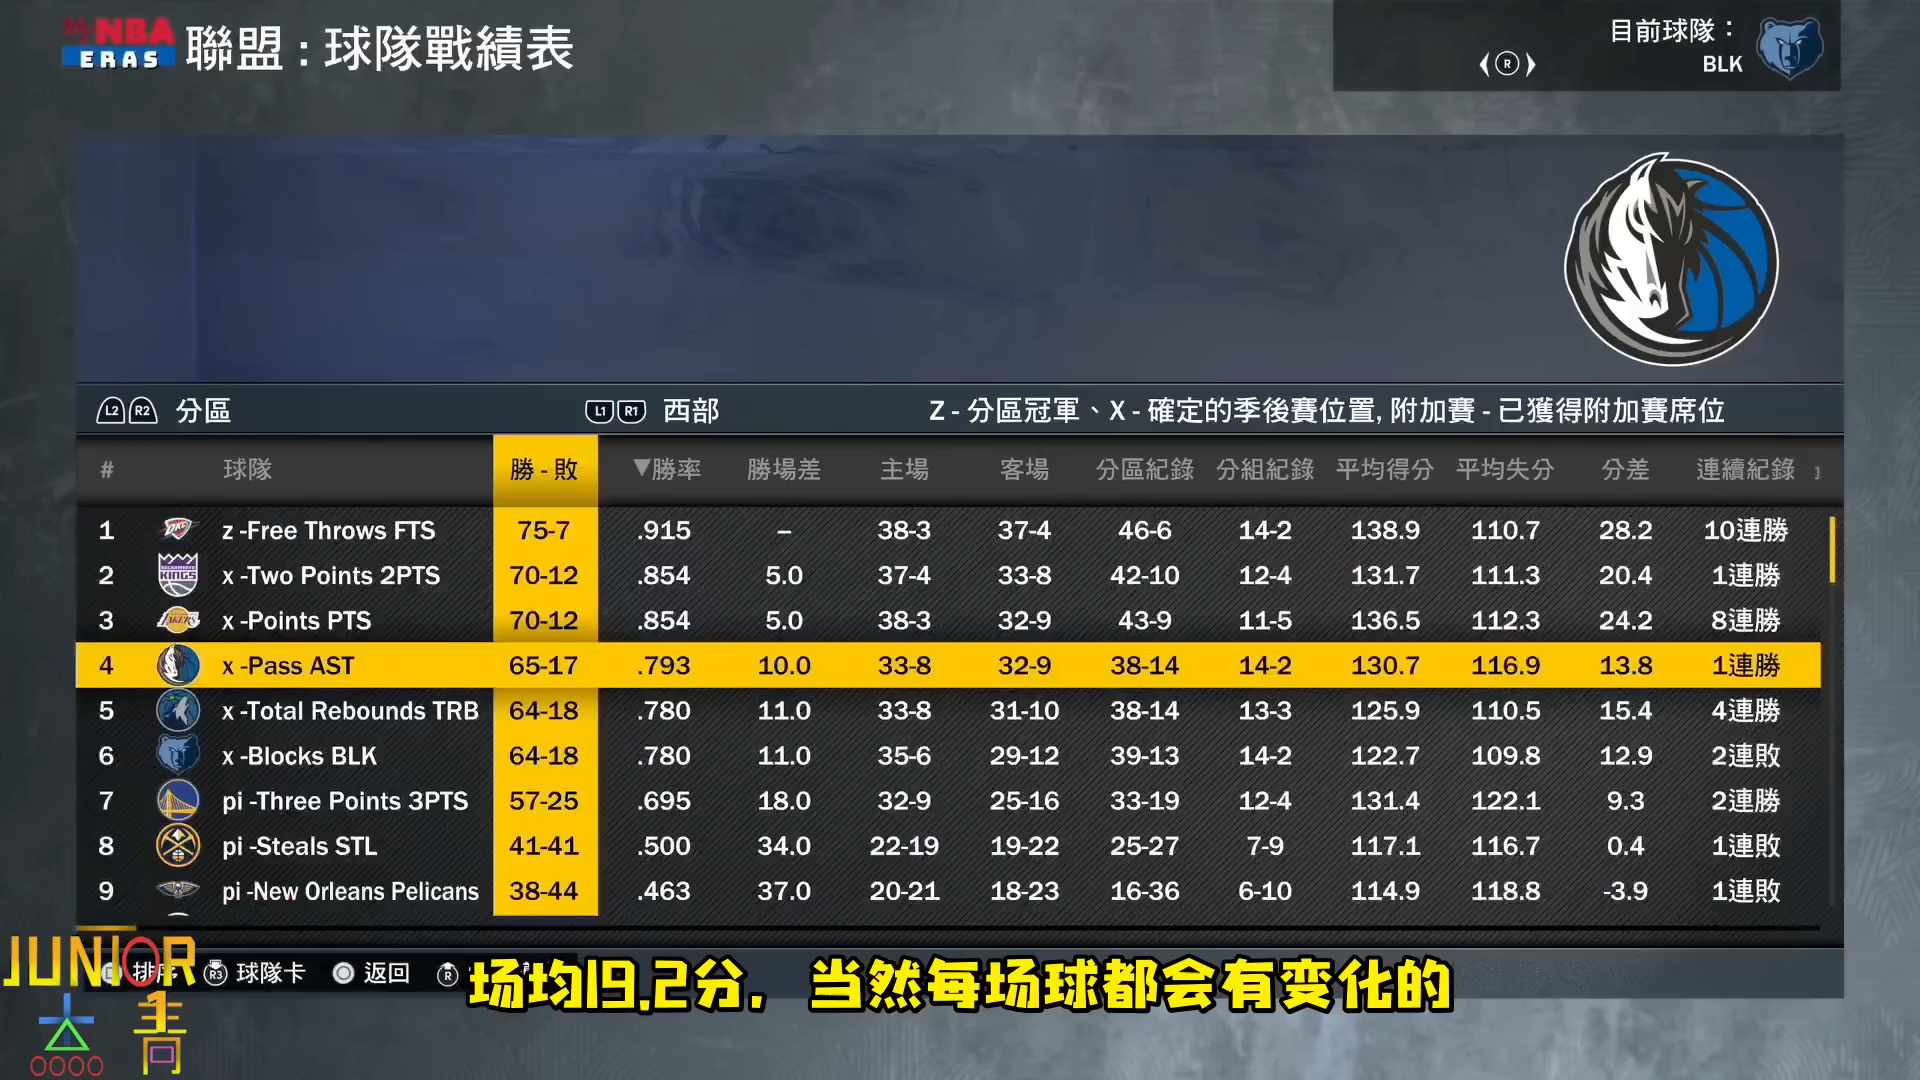 My NBA ERAS 聯盟 : 球隊戰績表
目前球隊：
BLK
R
L2 R2 分區 L1 R1 西部 Z - 分區冠軍、X - 確定的季後賽位置, 附加賽 - 已獲得附加賽席位
# 球隊 勝 - 敗 ▼勝率 勝場差 主場 客場 分區紀錄 分組紀錄 平均得分 平均失分 分差 連續紀錄
1 z -Free Throws FTS 75-7 .915 – 38-3 37-4 46-6 14-2 138.9 110.7 28.2 10連勝
2 x -Two Points 2PTS 70-12 .854 5.0 37-4 33-8 42-10 12-4 131.7 111.3 20.4 1連勝
3 x -Points PTS 70-12 .854 5.0 38-3 32-9 43-9 11-5 136.5 112.3 24.2 8連勝
4 x -Pass AST 65-17 .793 10.0 33-8 32-9 38-14 14-2 130.7 116.9 13.8 1連勝
5 x -Total Rebounds TRB 64-18 .780 11.0 33-8 31-10 38-14 13-3 125.9 110.5 15.4 4連勝
6 x -Blocks BLK 64-18 .780 11.0 35-6 29-12 39-13 14-2 122.7 109.8 12.9 2連敗
7 pi -Three Points 3PTS 57-25 .695 18.0 32-9 25-16 33-19 12-4 131.4 122.1 9.3 2連勝
8 pi -Steals STL 41-41 .500 34.0 22-19 19-22 25-27 7-9 117.1 116.7 0.4 1連敗
9 pi -New Orleans Pelicans 38-44 .463 37.0 20-21 18-23 16-36 6-10 114.9 118.8 -3.9 1連敗
JUNIOR
排序 R3 球隊卡 返回 R
场均19.2分，当然每场球都会有变化的